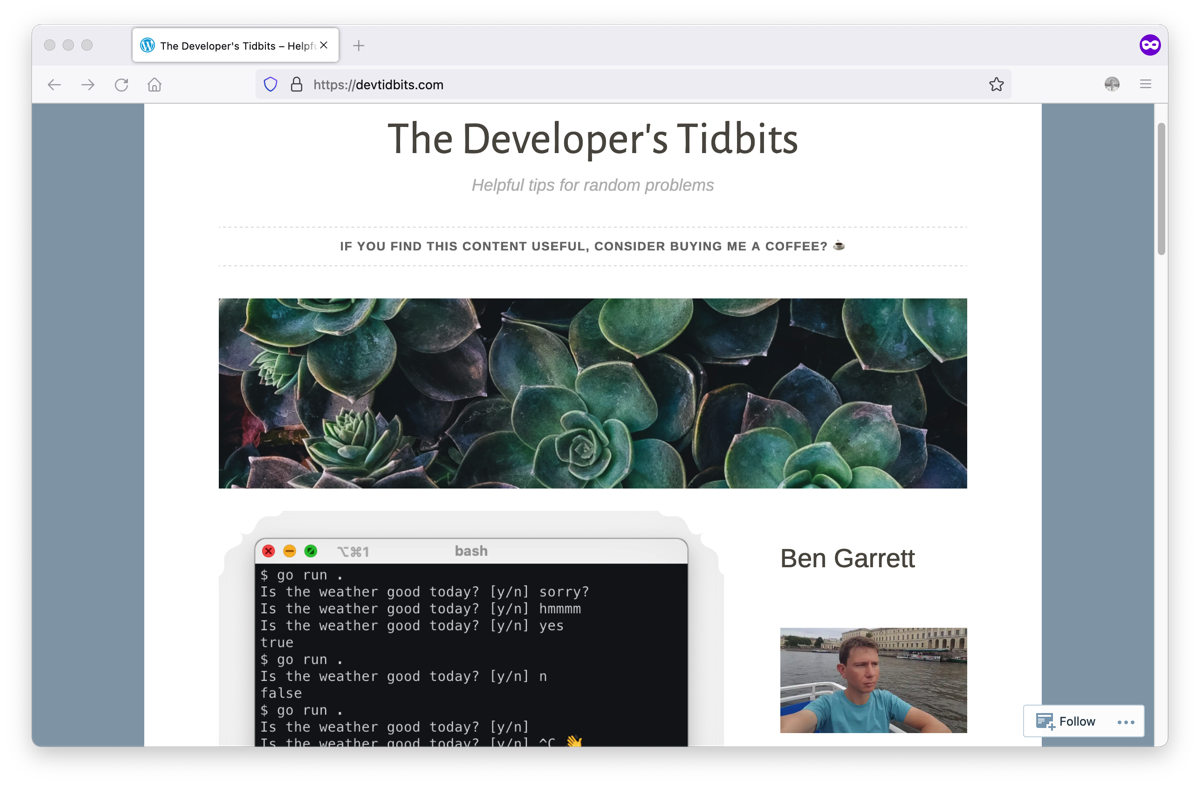 The Developer's Tidbits – Helpf
https://devtidbits.com
The Developer's Tidbits
Helpful tips for random problems
IF YOU FIND THIS CONTENT USEFUL, CONSIDER BUYING ME A COFFEE? ☕
⌥⌘1 bash
$ go run .
Is the weather good today? [y/n] sorry?
Is the weather good today? [y/n] hmmmm
Is the weather good today? [y/n] yes
true
$ go run .
Is the weather good today? [y/n] n
false
$ go run .
Is the weather good today? [y/n]
Is the weather good today? [y/n] ^C 👋
Ben Garrett
Follow